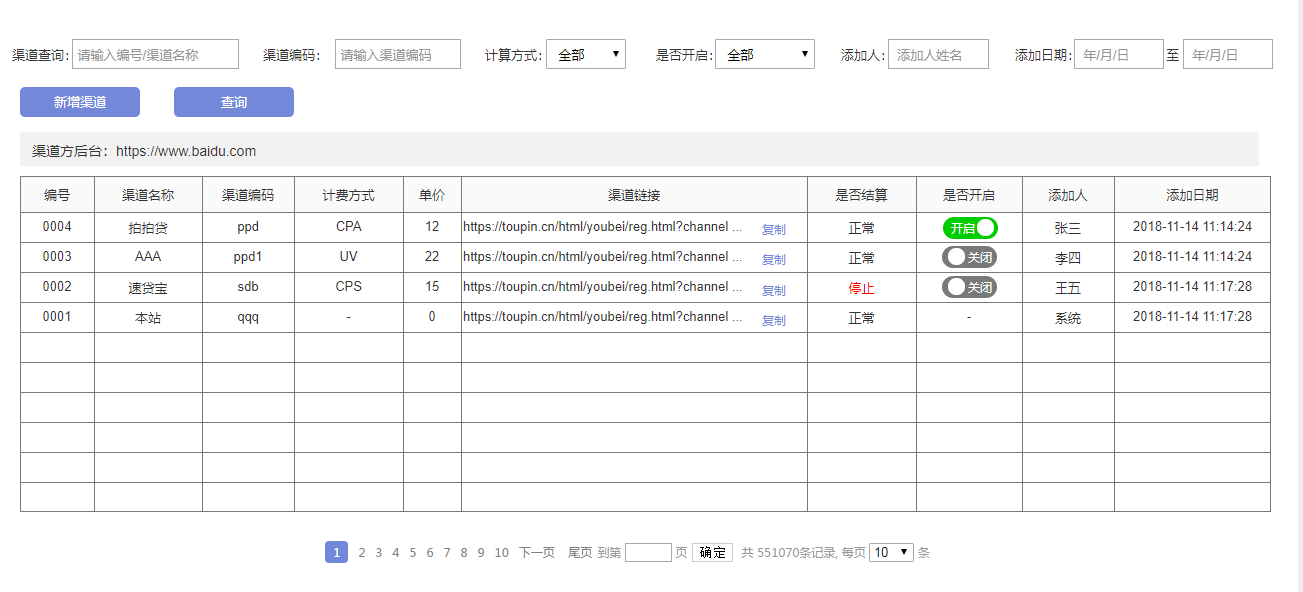 渠道查询: 请输入编号/渠道名称 渠道编码: 请输入渠道编码 计算方式: 全部 是否开启: 全部 添加人: 添加人姓名 添加日期: 年/月/日 至 年/月/日
新增渠道 查询
渠道方后台：https://www.baidu.com
编号 渠道名称 渠道编码 计费方式 单价 渠道链接 是否结算 是否开启 添加人 添加日期
0004 拍拍贷 ppd CPA 12 https://toupin.cn/html/youbei/reg.html?channel ... 复制 正常 开启 张三 2018-11-14 11:14:24
0003 AAA ppd1 UV 22 https://toupin.cn/html/youbei/reg.html?channel ... 复制 正常 关闭 李四 2018-11-14 11:14:24
0002 速贷宝 sdb CPS 15 https://toupin.cn/html/youbei/reg.html?channel ... 复制 停止 关闭 王五 2018-11-14 11:17:28
0001 本站 qqq - 0 https://toupin.cn/html/youbei/reg.html?channel ... 复制 正常 - 系统 2018-11-14 11:17:28
1 2 3 4 5 6 7 8 9 10 下一页 尾页 到第 页 确定 共 551070条记录, 每页 10 条